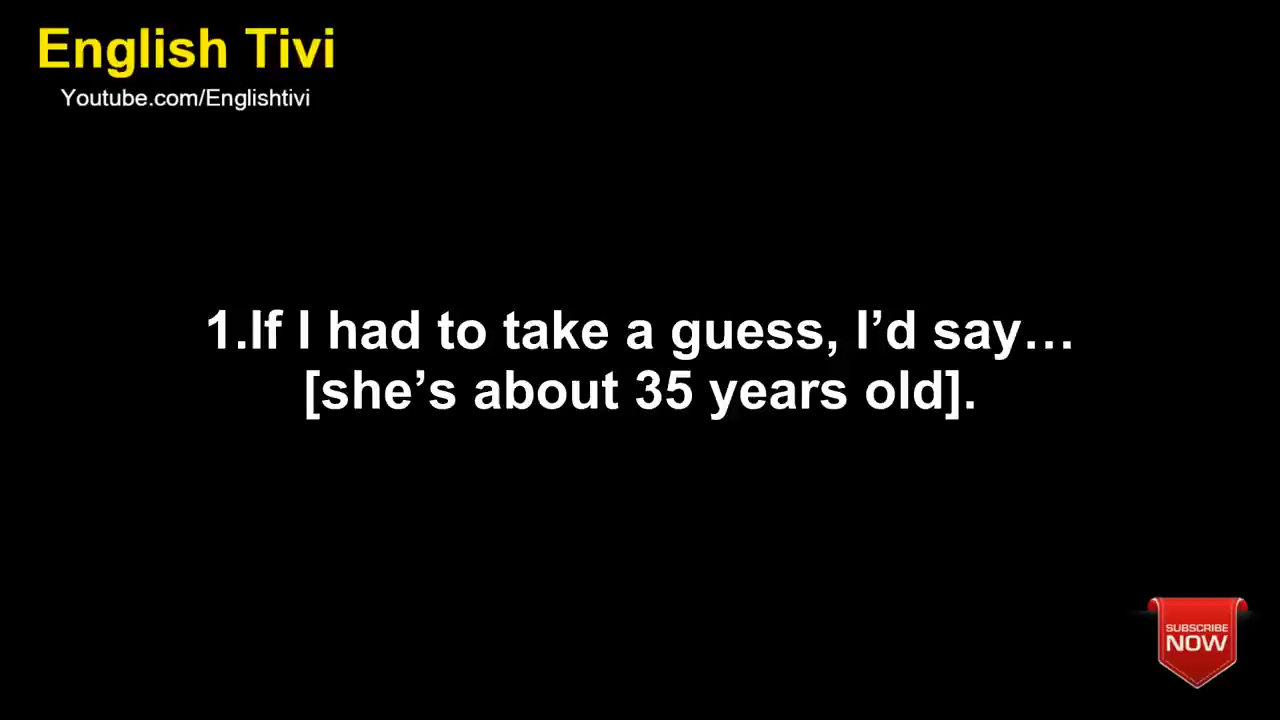 English Tivi
Youtube.com/Englishtivi
1.If I had to take a guess, I’d say…
[she’s about 35 years old].
SUBSCRIBE
NOW